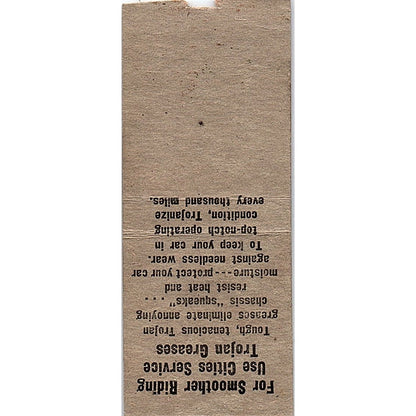 For Smoother Riding
Use Cities Service
Trojan Greases
Tough, tenacious Trojan
greases eliminate annoying
chassis "squeaks" ...
resist heat and
moisture---protect your car
against needless wear.
To keep your car in
top-notch operating
condition, Trojanize
every thousand miles.